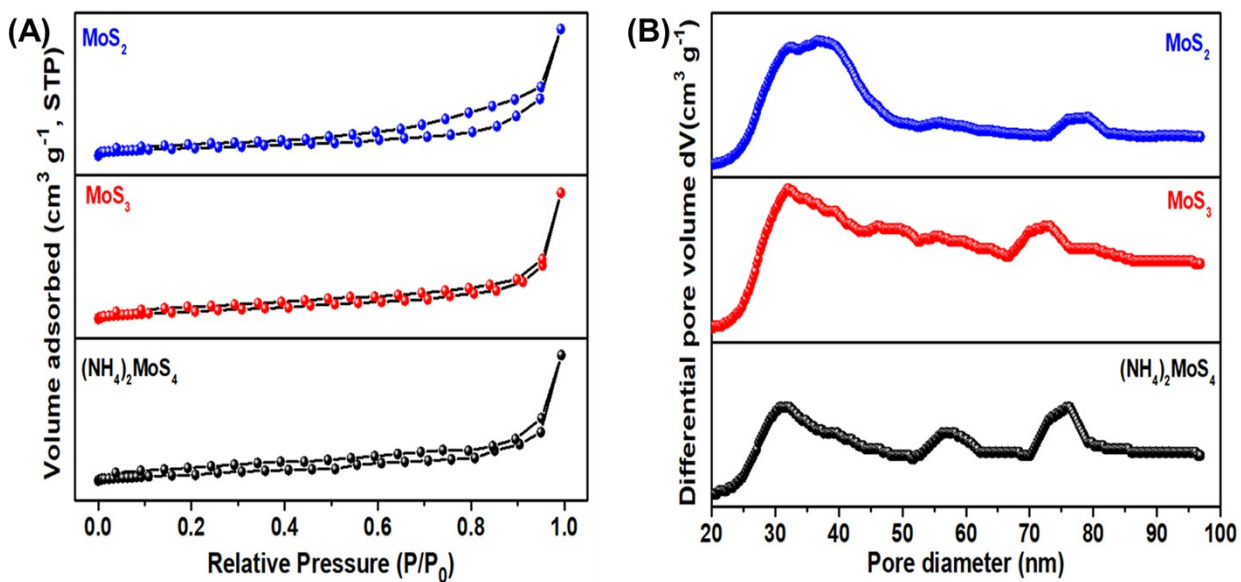 (A)
MoS2
MoS3
(NH4)2MoS4
Volume adsorbed (cm3 g-1, STP)
0.0 0.2 0.4 0.6 0.8 1.0
Relative Pressure (P/P0)
(B)
MoS2
MoS3
(NH4)2MoS4
Differential pore volume dV(cm3 g-1)
20 30 40 50 60 70 80 90 100
Pore diameter (nm)